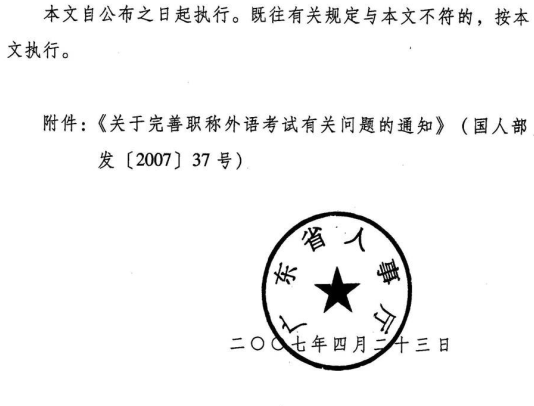 本文自公布之日起执行。既往有关规定与本文不符的，按本
文执行。
附件：《关于完善职称外语考试有关问题的通知》（国人部
发〔2007〕37号）
广东省人事厅
二〇〇七年四月二十三日